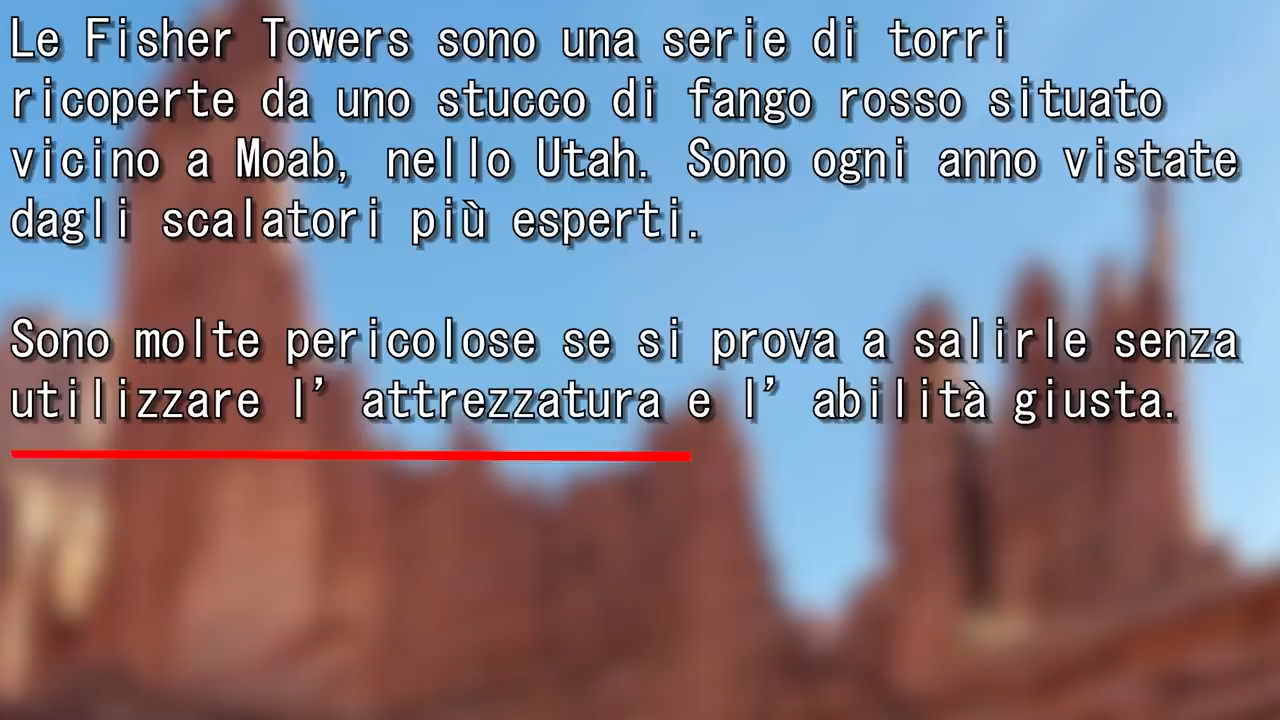 Le Fisher Towers sono una serie di torri
ricoperte da uno stucco di fango rosso situato
vicino a Moab, nello Utah. Sono ogni anno vistate
dagli scalatori più esperti.
Sono molte pericolose se si prova a salirle senza
utilizzare l’attrezzatura e l’abilità giusta.